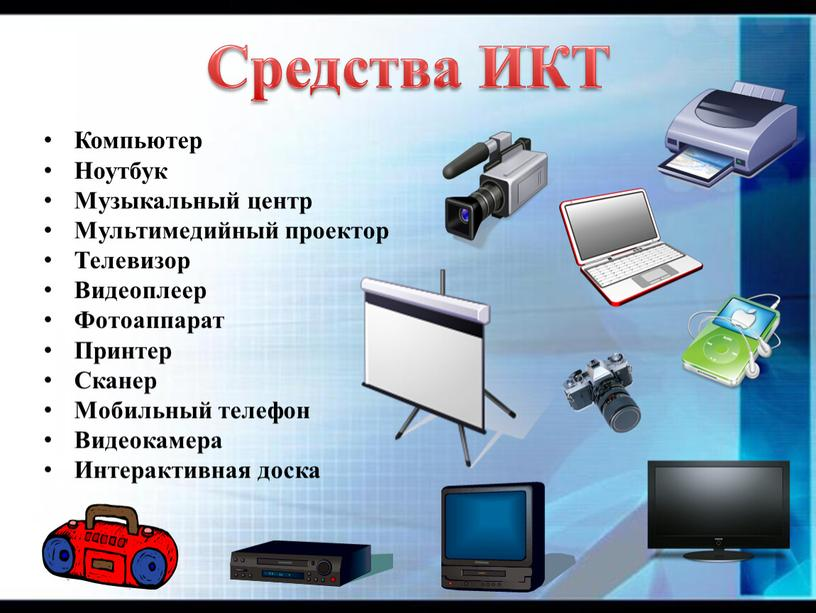 Средства ИКТ
Компьютер
Ноутбук
Музыкальный центр
Мультимедийный проектор
Телевизор
Видеоплеер
Фотоаппарат
Принтер
Сканер
Мобильный телефон
Видеокамера
Интерактивная доска